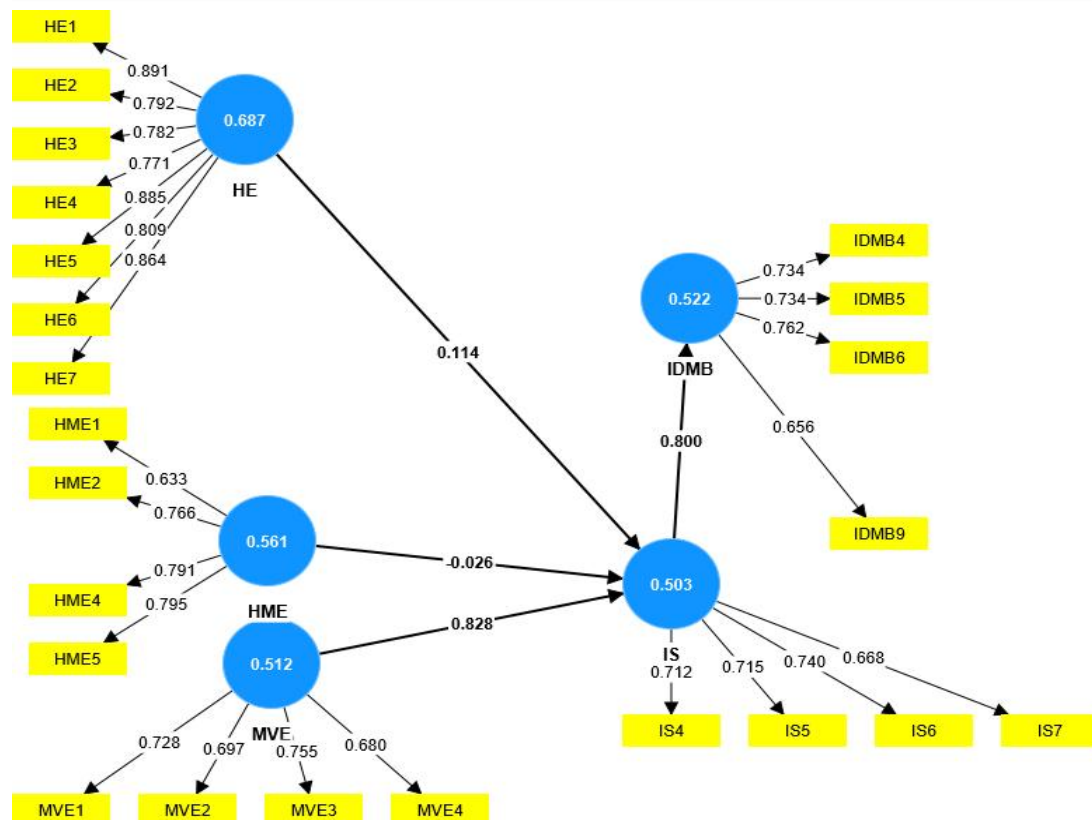 HE1
0.891
HE2
0.792
HE3
0.782
0.771
HE4
0.885
0.809
HE5
0.864
HE6
HE7
0.687
HE
0.114
IDMB4
0.734
IDMB5
0.734
IDMB6
0.762
0.522
IDMB
0.656
IDMB9
0.800
HME1
0.633
HME2
0.766
0.791
HME4
0.795
HME5
0.561
HME
-0.026
0.828
0.503
IS
0.512
MVE
0.712
0.715
0.740
0.668
IS4
IS5
IS6
IS7
0.728
0.697
0.755
0.680
MVE1
MVE2
MVE3
MVE4